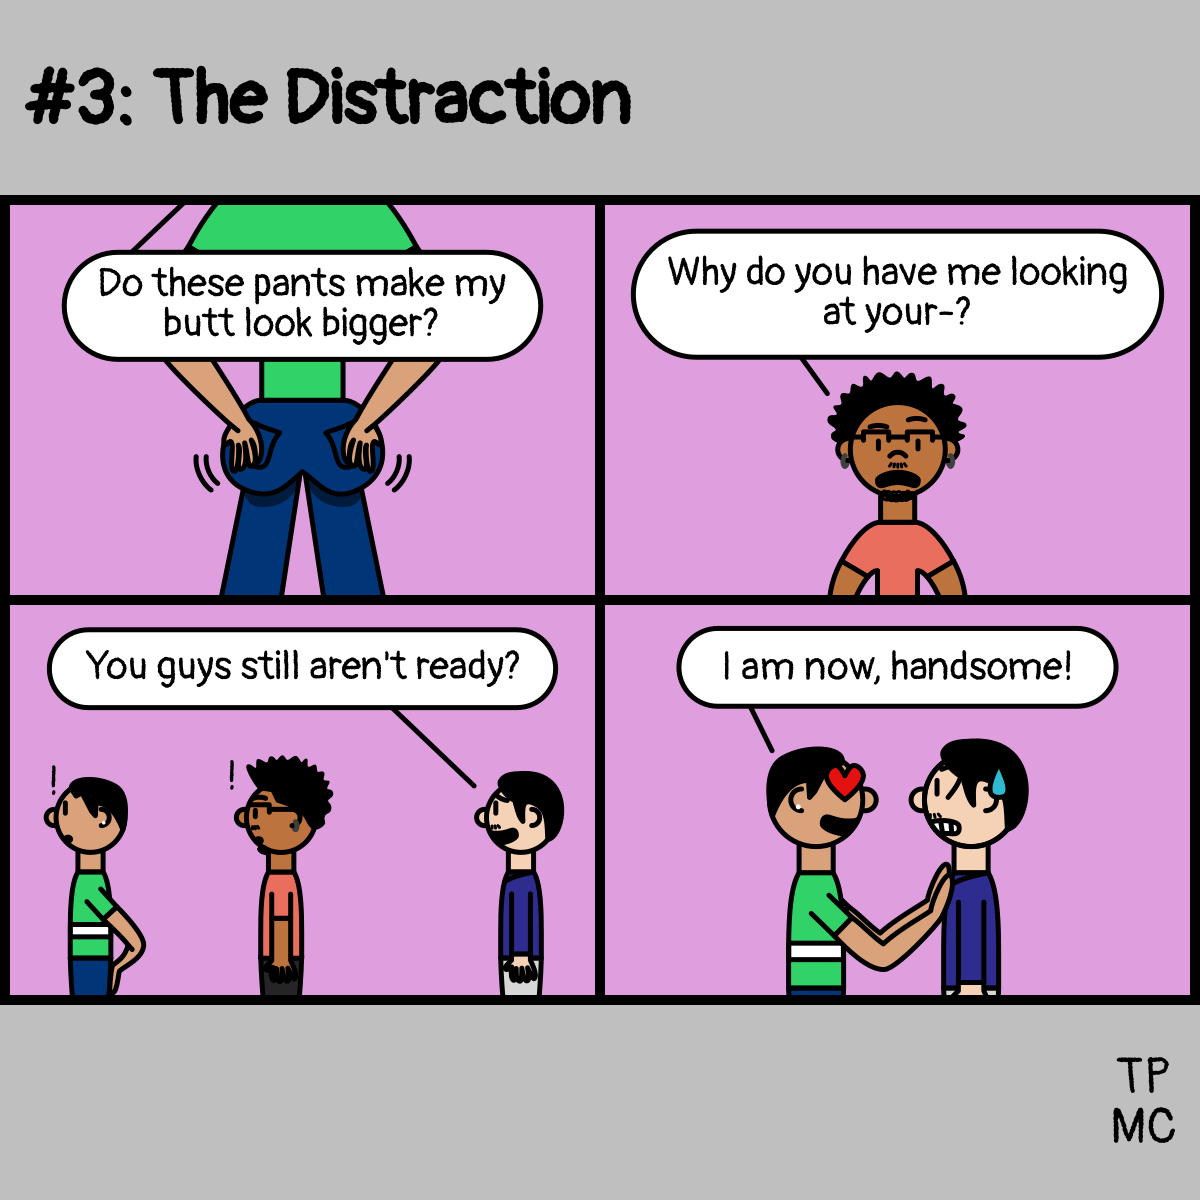 #3: The Distraction
Do these pants make my
butt look bigger?
Why do you have me looking
at your-?
!
!
You guys still aren't ready?
I am now, handsome!
TP
MC